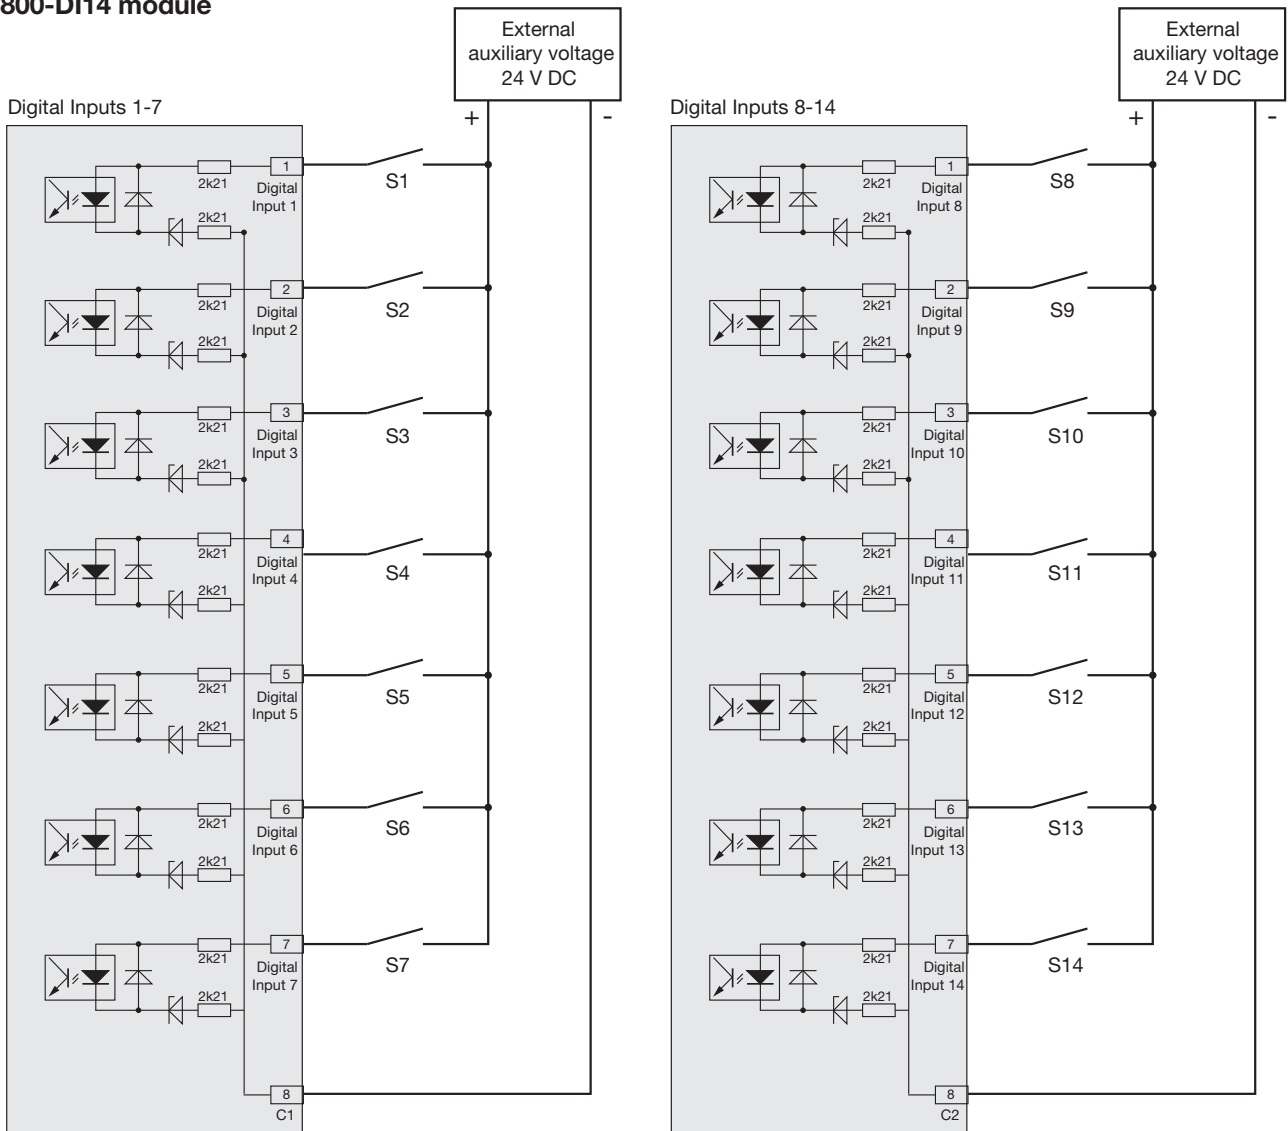 800-DI14 module
External
auxiliary voltage
24 V DC
+
-
Digital Inputs 1-7
1
2k21
Digital
Input 1
2k21
S1
2
2k21
Digital
Input 2
2k21
S2
3
2k21
Digital
Input 3
2k21
S3
4
2k21
Digital
Input 4
2k21
S4
5
2k21
Digital
Input 5
2k21
S5
6
2k21
Digital
Input 6
2k21
S6
7
2k21
Digital
Input 7
2k21
S7
8
C1
External
auxiliary voltage
24 V DC
+
-
Digital Inputs 8-14
1
2k21
Digital
Input 8
2k21
S8
2
2k21
Digital
Input 9
2k21
S9
3
2k21
Digital
Input 10
2k21
S10
4
2k21
Digital
Input 11
2k21
S11
5
2k21
Digital
Input 12
2k21
S12
6
2k21
Digital
Input 13
2k21
S13
7
2k21
Digital
Input 14
2k21
S14
8
C2